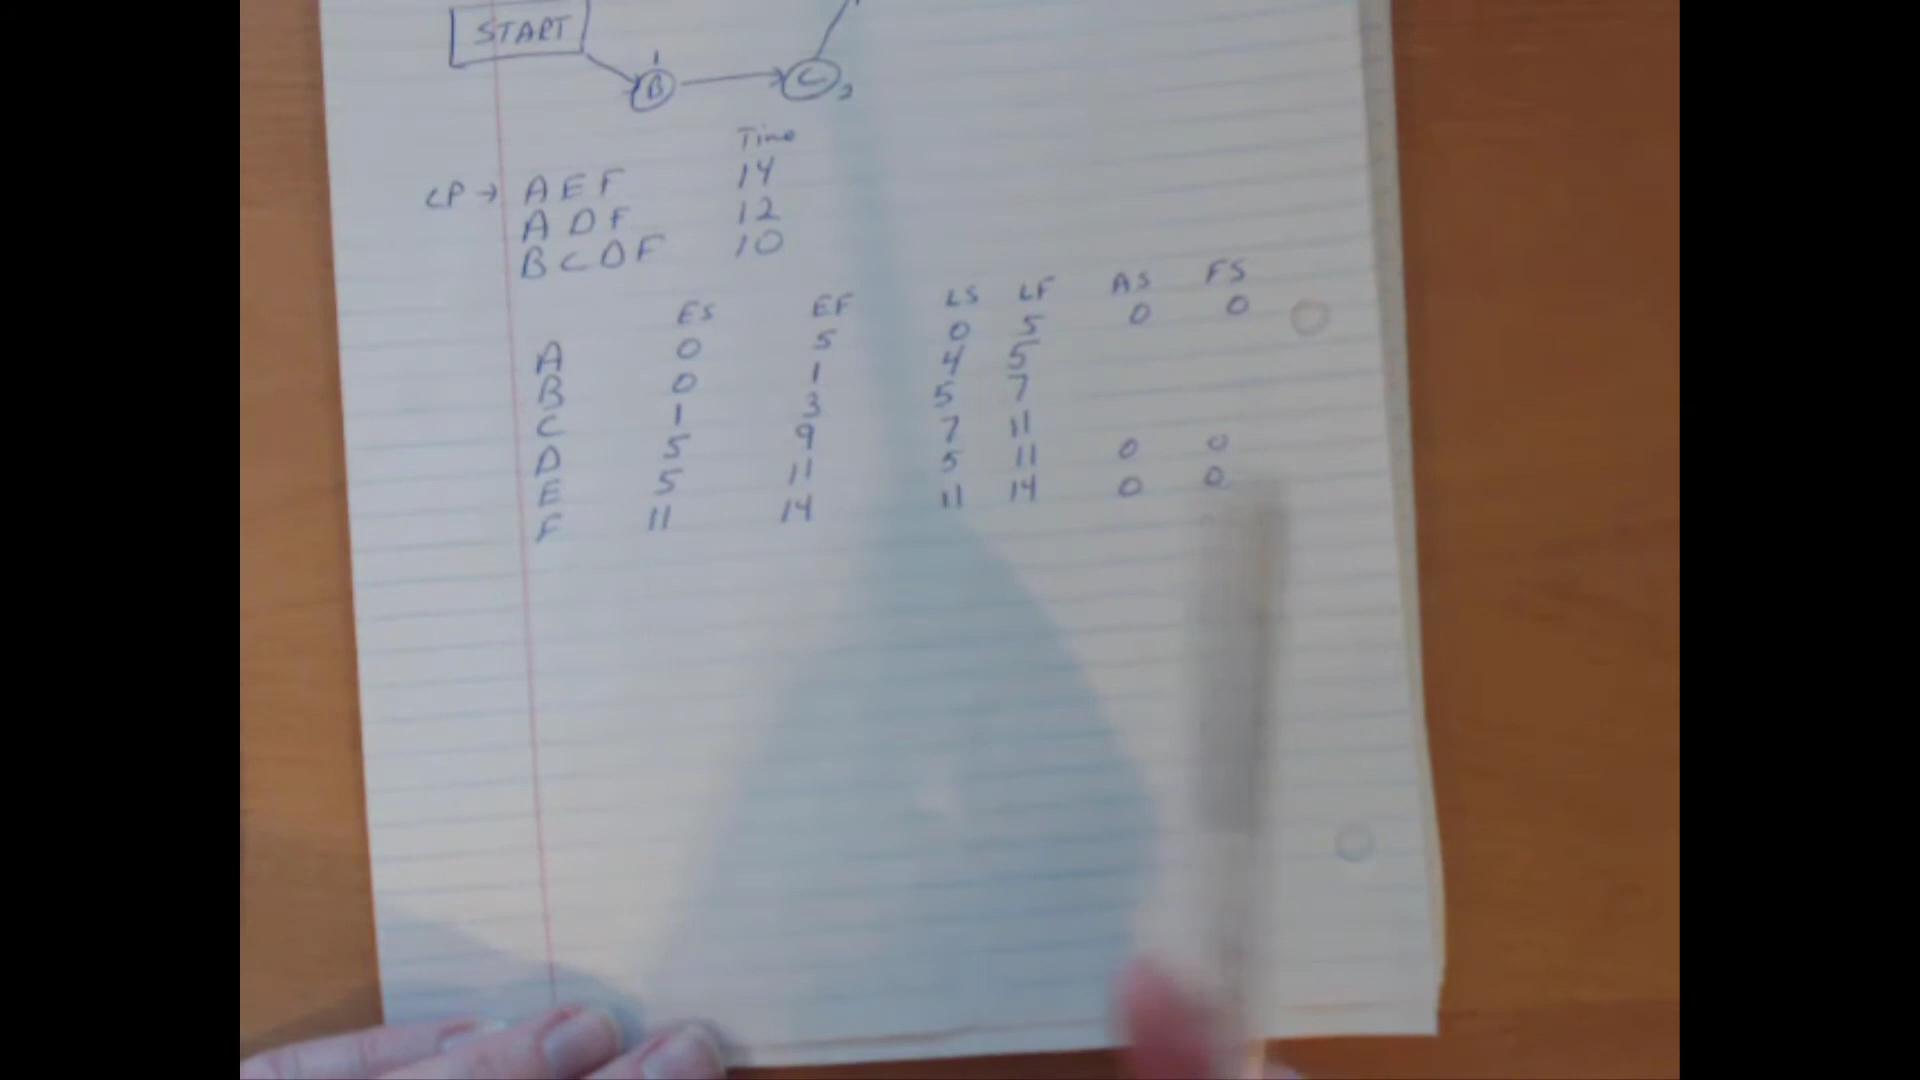 START
1
B C 2
Time
CP → A E F 14
A D F 12
B C D F 10
ES EF LS LF AS FS
A 0 5 0 5 0 0
B 0 1 4 5
C 1 3 5 7
D 5 9 7 11
E 5 11 5 11 0 0
F 11 14 11 14 0 0